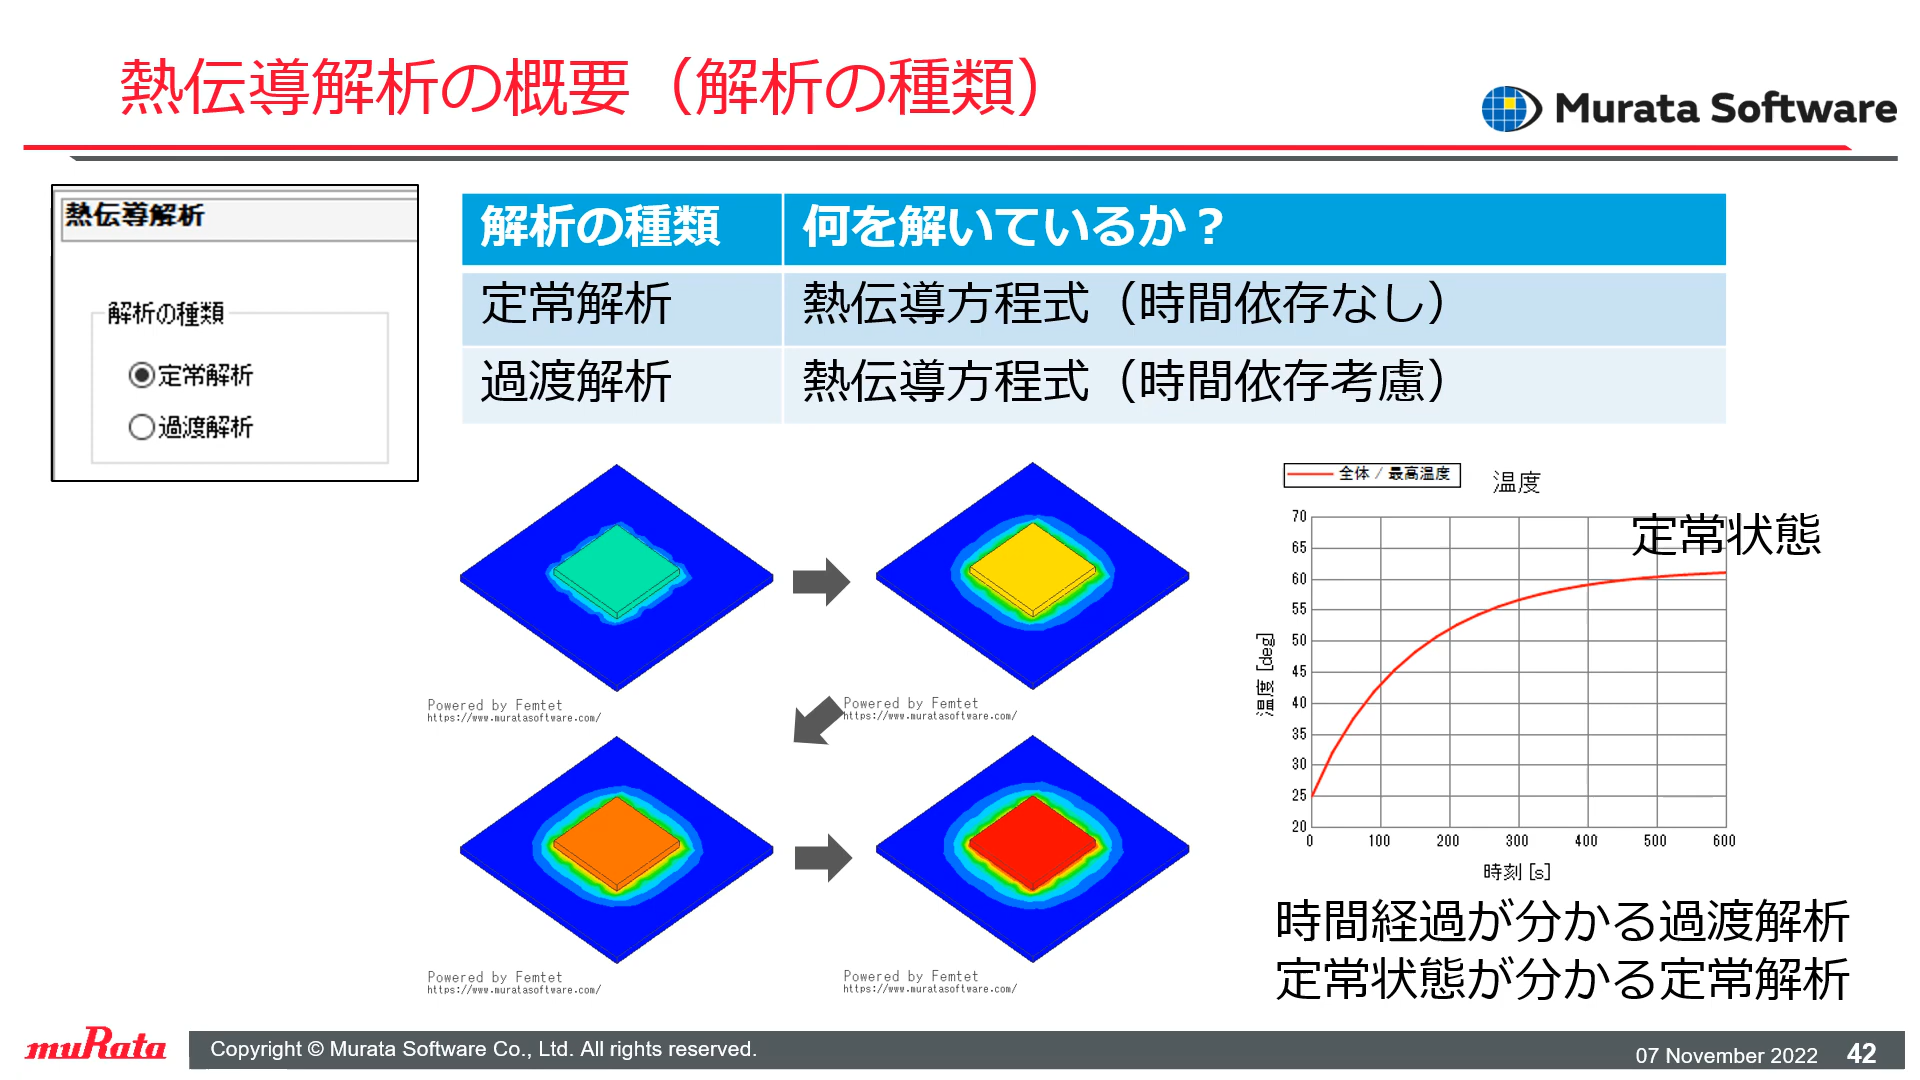 熱伝導解析の概要（解析の種類）
Murata Software
熱伝導解析
解析の種類
定常解析
過渡解析
解析の種類 何を解いているか？
定常解析 熱伝導方程式（時間依存なし）
過渡解析 熱伝導方程式（時間依存考慮）
Powered by Femtet
https://www.muratasoftware.com/
Powered by Femtet
https://www.muratasoftware.com/
Powered by Femtet
https://www.muratasoftware.com/
Powered by Femtet
https://www.muratasoftware.com/
全体 / 最高温度
温度
定常状態
70
65
60
55
50
45
40
35
30
25
20
温度 [deg]
0 100 200 300 400 500 600
時刻 [s]
時間経過が分かる過渡解析
定常状態が分かる定常解析
muRata
Copyright © Murata Software Co., Ltd. All rights reserved.
07 November 2022 42